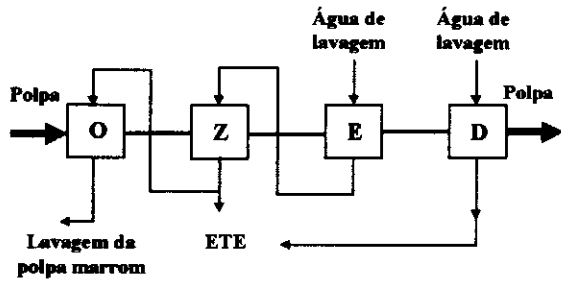 Água de
lavagem
Água de
lavagem
Polpa
Polpa
O
Z
E
D
Lavagem da
polpa marrom
ETE